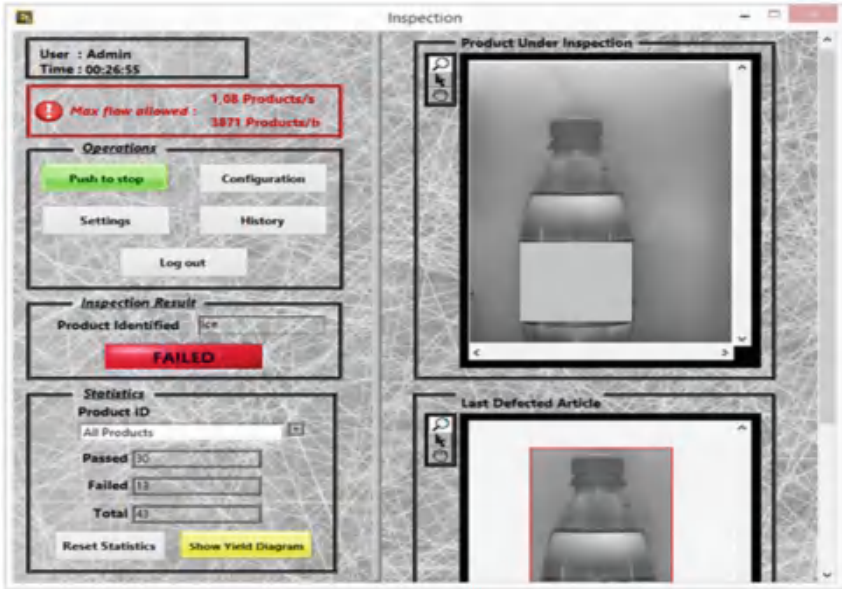 Inspection
User : Admin
Time : 00:26:55
Max flow allowed :
1,08 Products/s
3871 Products/h
Operations
Push to stop
Configuration
Settings
History
Log out
Inspection Result
Product Identified
Ice
FAILED
Statistics
Product ID
All Products
Passed 30
Failed 13
Total 43
Reset Statistics
Show Yield Diagram
Product Under Inspection
Last Defected Article